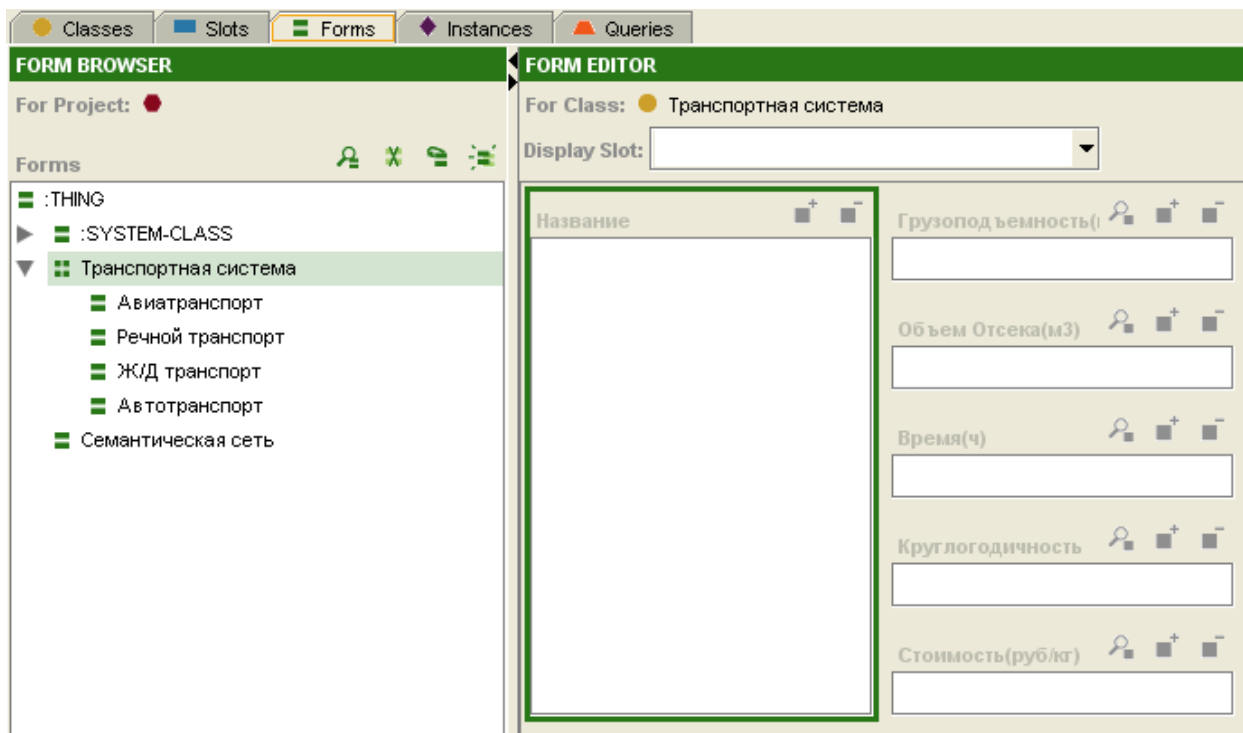 Classes Slots Forms Instances Queries
FORM BROWSER
For Project:
Forms
:THING
:SYSTEM-CLASS
Транспортная система
Авиатранспорт
Речной транспорт
Ж/Д транспорт
Автотранспорт
Семантическая сеть
FORM EDITOR
For Class: Транспортная система
Display Slot:
Название
Грузоподъемность(
Объем Отсека(м3)
Время(ч)
Круглогодичность
Стоимость(руб/кг)